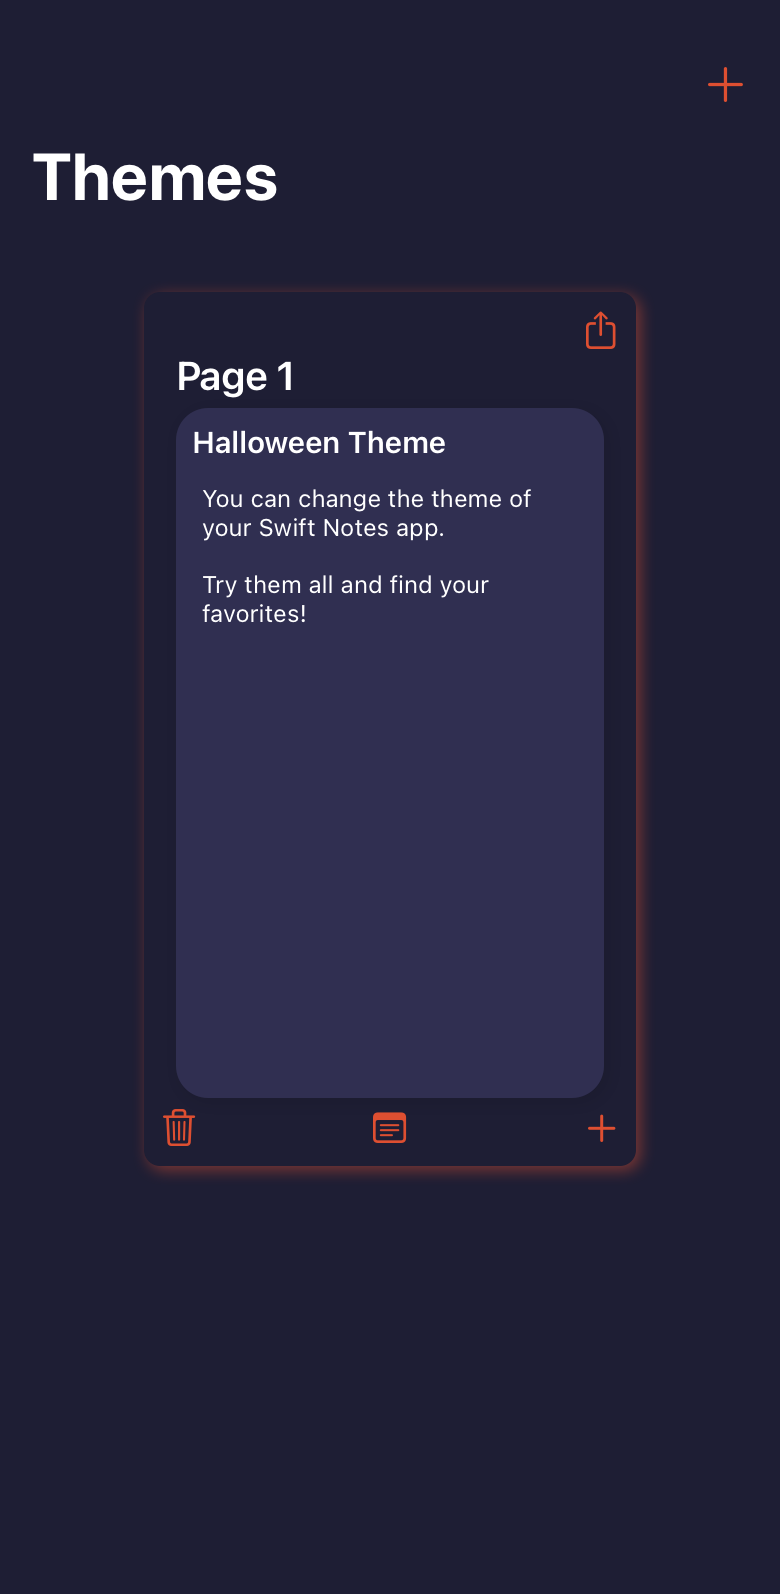 Themes
Page 1
Halloween Theme
You can change the theme of
your Swift Notes app.
Try them all and find your
favorites!